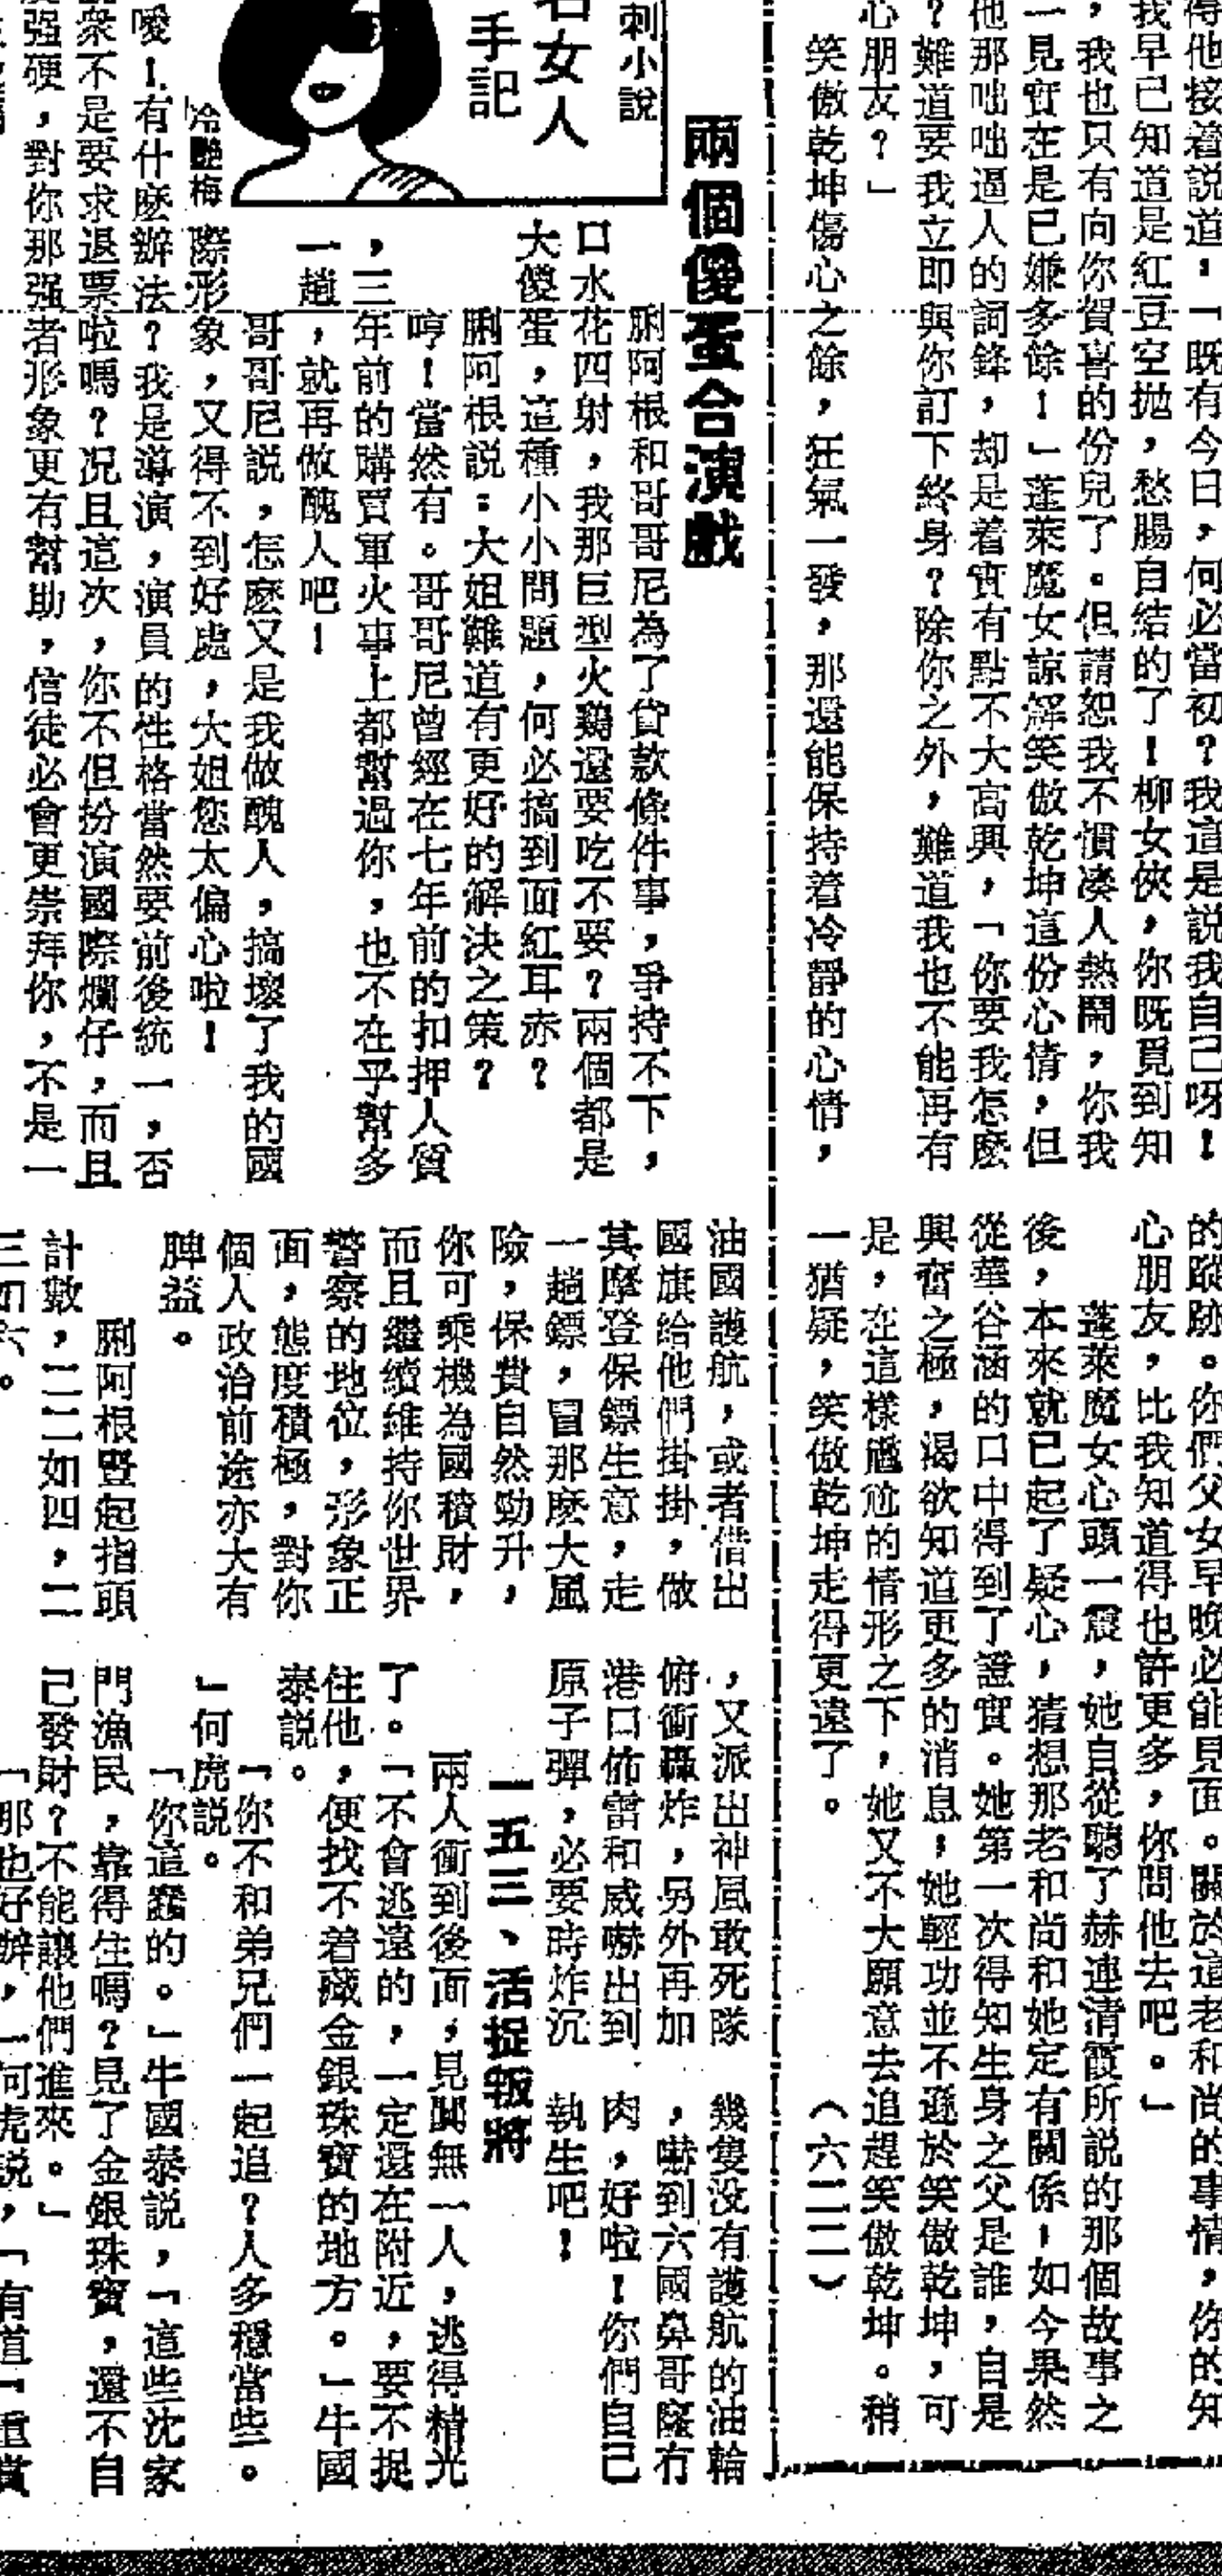 得他接着說道：「既有今日，何必當初？我這是說我自己呀！
我早已知道是紅豆空拋，愁腸自結的了！柳女俠，你既覓到知
，我也只有向你賀喜的份兒了。但請恕我不慣湊人熱鬧，你我
一見實在是已嫌多餘！」蓬萊魔女諒解笑傲乾坤這份心情，但
他那咄咄逼人的詞鋒，却是着實有點不大高興，「你要我怎麽
？難道要我立即與你訂下終身？除你之外，難道我也不能再有
心朋友？」
笑傲乾坤傷心之餘，狂氣一發，那還能保持着冷靜的心情，
的蹤跡。你們父女早晚必能見面。關於這老和尚的事情，你的知
心朋友，比我知道得也許更多，你問他去吧。」
蓬萊魔女心頭一震，她自從聽了赫連清霞所說的那個故事之
後，本來就已起了疑心，猜想那老和尚和她定有關係！如今果然
從華谷涵的口中得到了證實。她第一次得知生身之父是誰，自是
興奮之極，渴欲知道更多的消息，她輕功並不遜於笑傲乾坤，可
是，在這樣尷尬的情形之下，她又不大願意去追趕笑傲乾坤。稍
一猶疑，笑傲乾坤走得更遠了。
（六二二）
刺小說
名女人
手記
冷艷梅
兩個傻蛋合演戲
脷阿根和哥哥尼為了貸款條件事，爭持不下，
口水花四射，我那巨型火鷄還要吃不要？兩個都是
大傻蛋，這種小小問題，何必搞到面紅耳赤？
脷阿根說：大姐難道有更好的解決之策？
哼！當然有。哥哥尼曾經在七年前的扣押人質
，三年前的購買軍火事上都幫過你，也不在乎幫多
一趟，就再做醜人吧！
哥哥尼說，怎麽又是我做醜人，搞壞了我的國
際形象，又得不到好處，大姐您太偏心啦！
噯！有什麽辦法？我是導演，演員的性格當然要前後統一，否
衆不是要求退票啦嗎？況且這次，你不但扮演國際爛仔，而且
强硬，對你那强者形象更有幫助，信徒必會更崇拜你，不是一
油國護航，或者借出
國旗給他們掛掛，做
其摩登保鏢生意，走
一趟鏢，冒那麽大風
險，保費自然勁升，
你可乘機為國積財，
而且繼續維持你世界
警察的地位，形象正
面，態度積極，對你
個人政治前途亦大有
脾益。
脷阿根豎起指頭
計數，二二如四，二
三如六。
，又派出神風敢死隊
俯衝轟炸，另外再加
港口佈雷和威嚇出到
原子彈，必要時炸沉
幾隻没有護航的油輪
，嚇到六國鼻哥窿冇
肉，好啦！你們自己
執生吧！
一五三、活捉叛將
兩人衝到後面，見闃無一人，逃得精光
了。「不會逃遠的，一定還在附近，要不捉
住他，便找不着藏金銀珠寶的地方。」牛國
泰說。
「你不和弟兄們一起追？人多穩當些。
」何虎說。
「你這蠢的。」牛國泰說，「這些沈家
門漁民，靠得住嗎？見了金銀珠寶，還不自
己發財？不能讓他們進來。」
「那也好辦，」何虎說，「有道「重賞